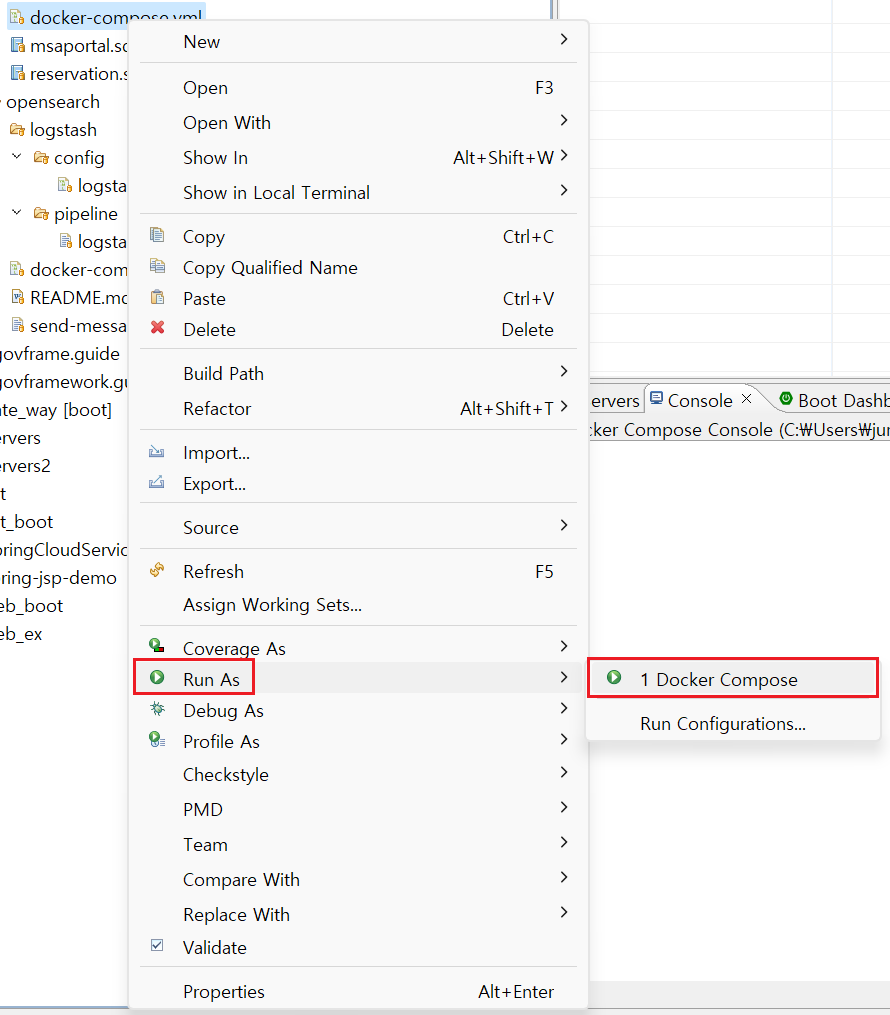 docker-compose.yml
msaportal.sq
reservation.s
opensearch
logstash
config
logsta
pipeline
logsta
docker-com
README.md
send-messa
govframe.guide
govframework.gu
ate_way [boot]
ervers
ervers2
t
t_boot
pringCloudServic
ring-jsp-demo
eb_boot
eb_ex
New
Open F3
Open With
Show In Alt+Shift+W
Show in Local Terminal
Copy Ctrl+C
Copy Qualified Name
Paste Ctrl+V
Delete Delete
Build Path
Refactor Alt+Shift+T
Import...
Export...
Source
Refresh F5
Assign Working Sets...
Coverage As
Run As
Debug As
Profile As
Checkstyle
PMD
Team
Compare With
Replace With
Validate
Properties Alt+Enter
1 Docker Compose
Run Configurations...
ervers Console Boot Dashb
cker Compose Console (C:₩Users₩jur